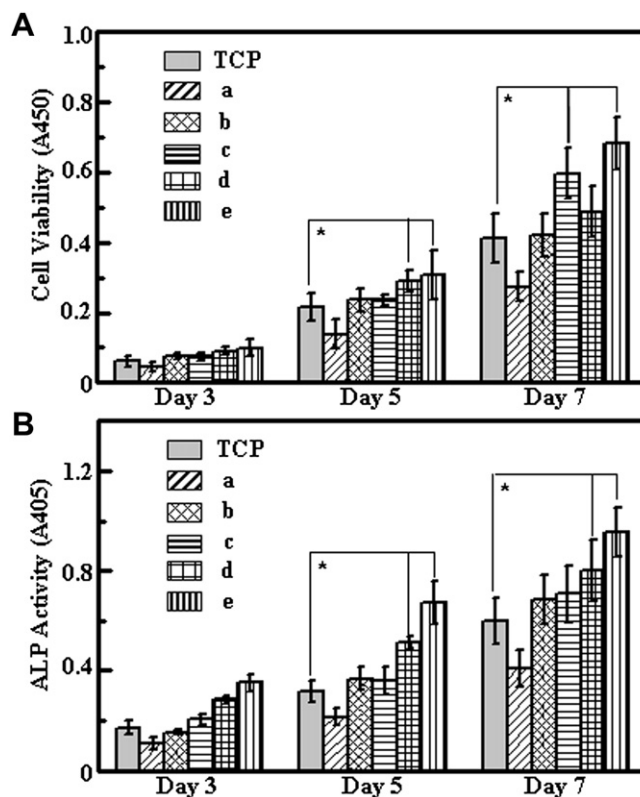 A
Cell Viability (A450)
1.0
0.8
0.6
0.4
0.2
0
TCP
a
b
c
d
e
*
*
Day 3 Day 5 Day 7
B
ALP Activity (A405)
1.2
0.8
0.4
0
TCP
a
b
c
d
e
*
*
Day 3 Day 5 Day 7